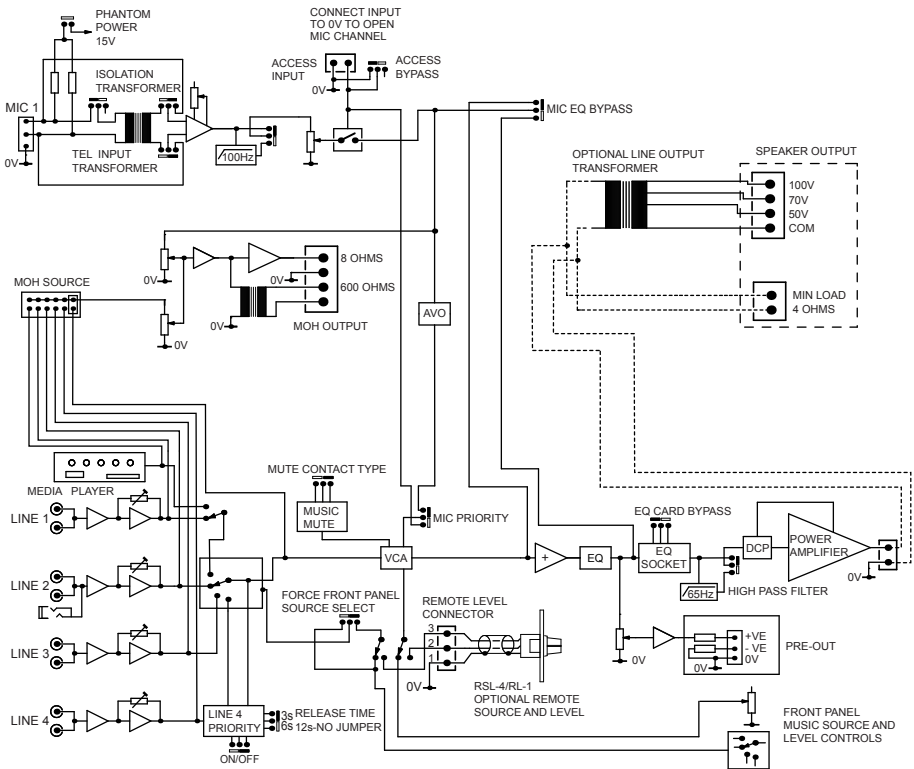 PHANTOM
POWER
15V
CONNECT INPUT
TO 0V TO OPEN
MIC CHANNEL
ISOLATION
TRANSFORMER
ACCESS
INPUT
ACCESS
BYPASS
0V
MIC 1
0V
TEL INPUT
TRANSFORMER
100Hz
MIC EQ BYPASS
OPTIONAL LINE OUTPUT
TRANSFORMER
SPEAKER OUTPUT
100V
70V
50V
COM
MIN LOAD
4 OHMS
MOH SOURCE
0V
0V
0V
0V
8 OHMS
600 OHMS
MOH OUTPUT
AVO
MEDIA PLAYER
LINE 1
LINE 2
LINE 3
LINE 4
MUTE CONTACT TYPE
MUSIC
MUTE
MIC PRIORITY
VCA
+
EQ
EQ CARD BYPASS
EQ
SOCKET
65Hz
HIGH PASS FILTER
DCP
POWER
AMPLIFIER
0V
FORCE FRONT PANEL
SOURCE SELECT
REMOTE LEVEL
CONNECTOR
3
2
1
0V
RSL-4/RL-1
OPTIONAL REMOTE
SOURCE AND LEVEL
0V
+VE
- VE
0V
0V
PRE-OUT
LINE 4
PRIORITY
3s RELEASE TIME
6s 12s-NO JUMPER
ON/OFF
FRONT PANEL
MUSIC SOURCE AND
LEVEL CONTROLS